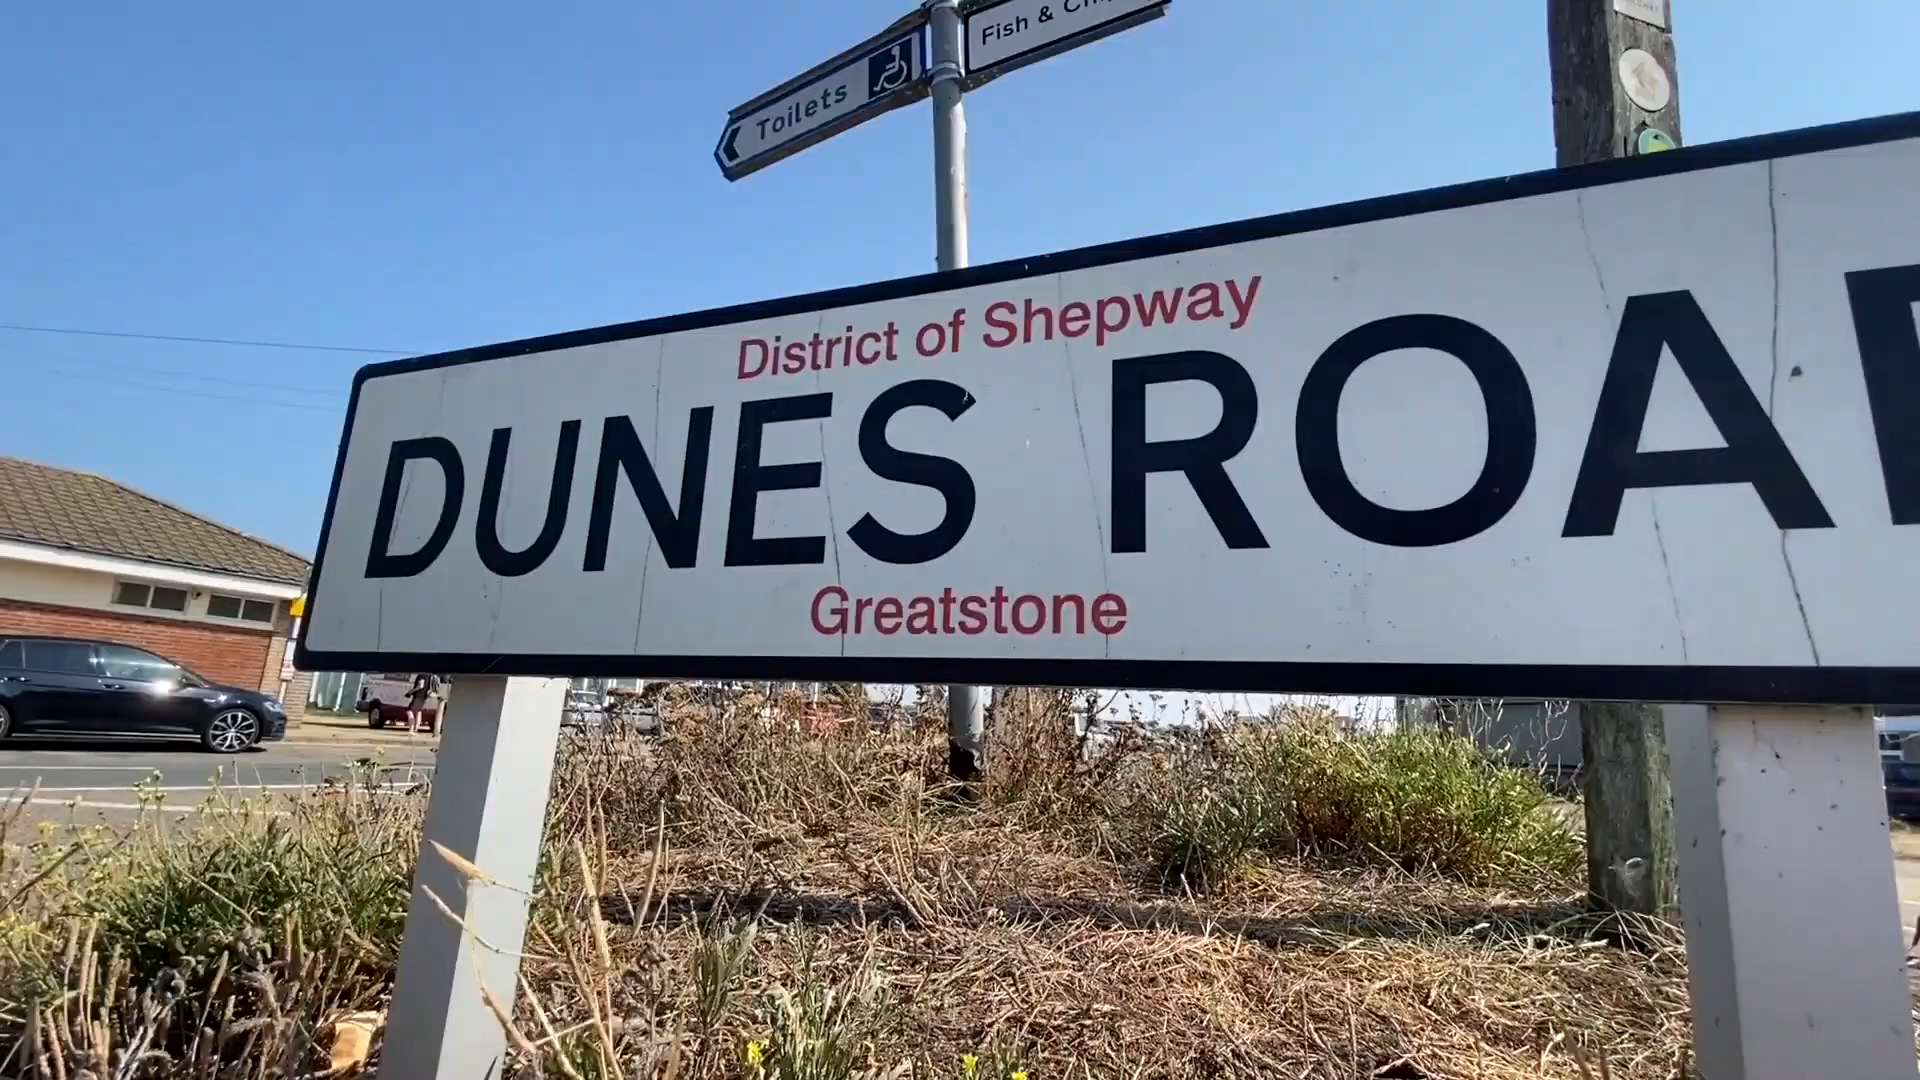 Toilets
Fish &
District of Shepway
DUNES ROA
Greatstone